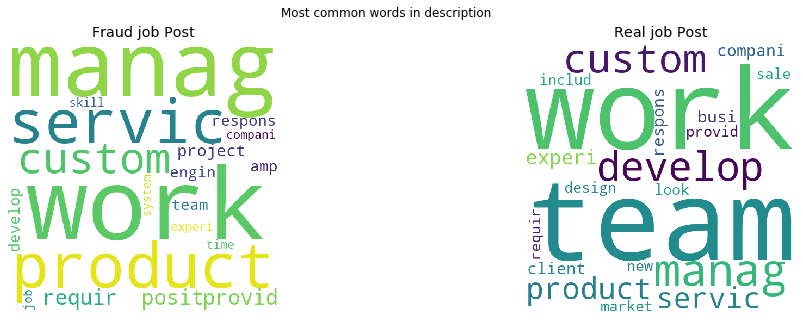 Most common words in description
Fraud job Post
manag
skill
servic
respons
compani
custom
project
engin
amp
work
develop
system
team
experi
time
product
job
requir
posit
provid
Real job Post
custom
compani
includ
sale
work
respons
busi
provid
experi
develop
design
look
team
requir
client
new
manag
product
servic
market